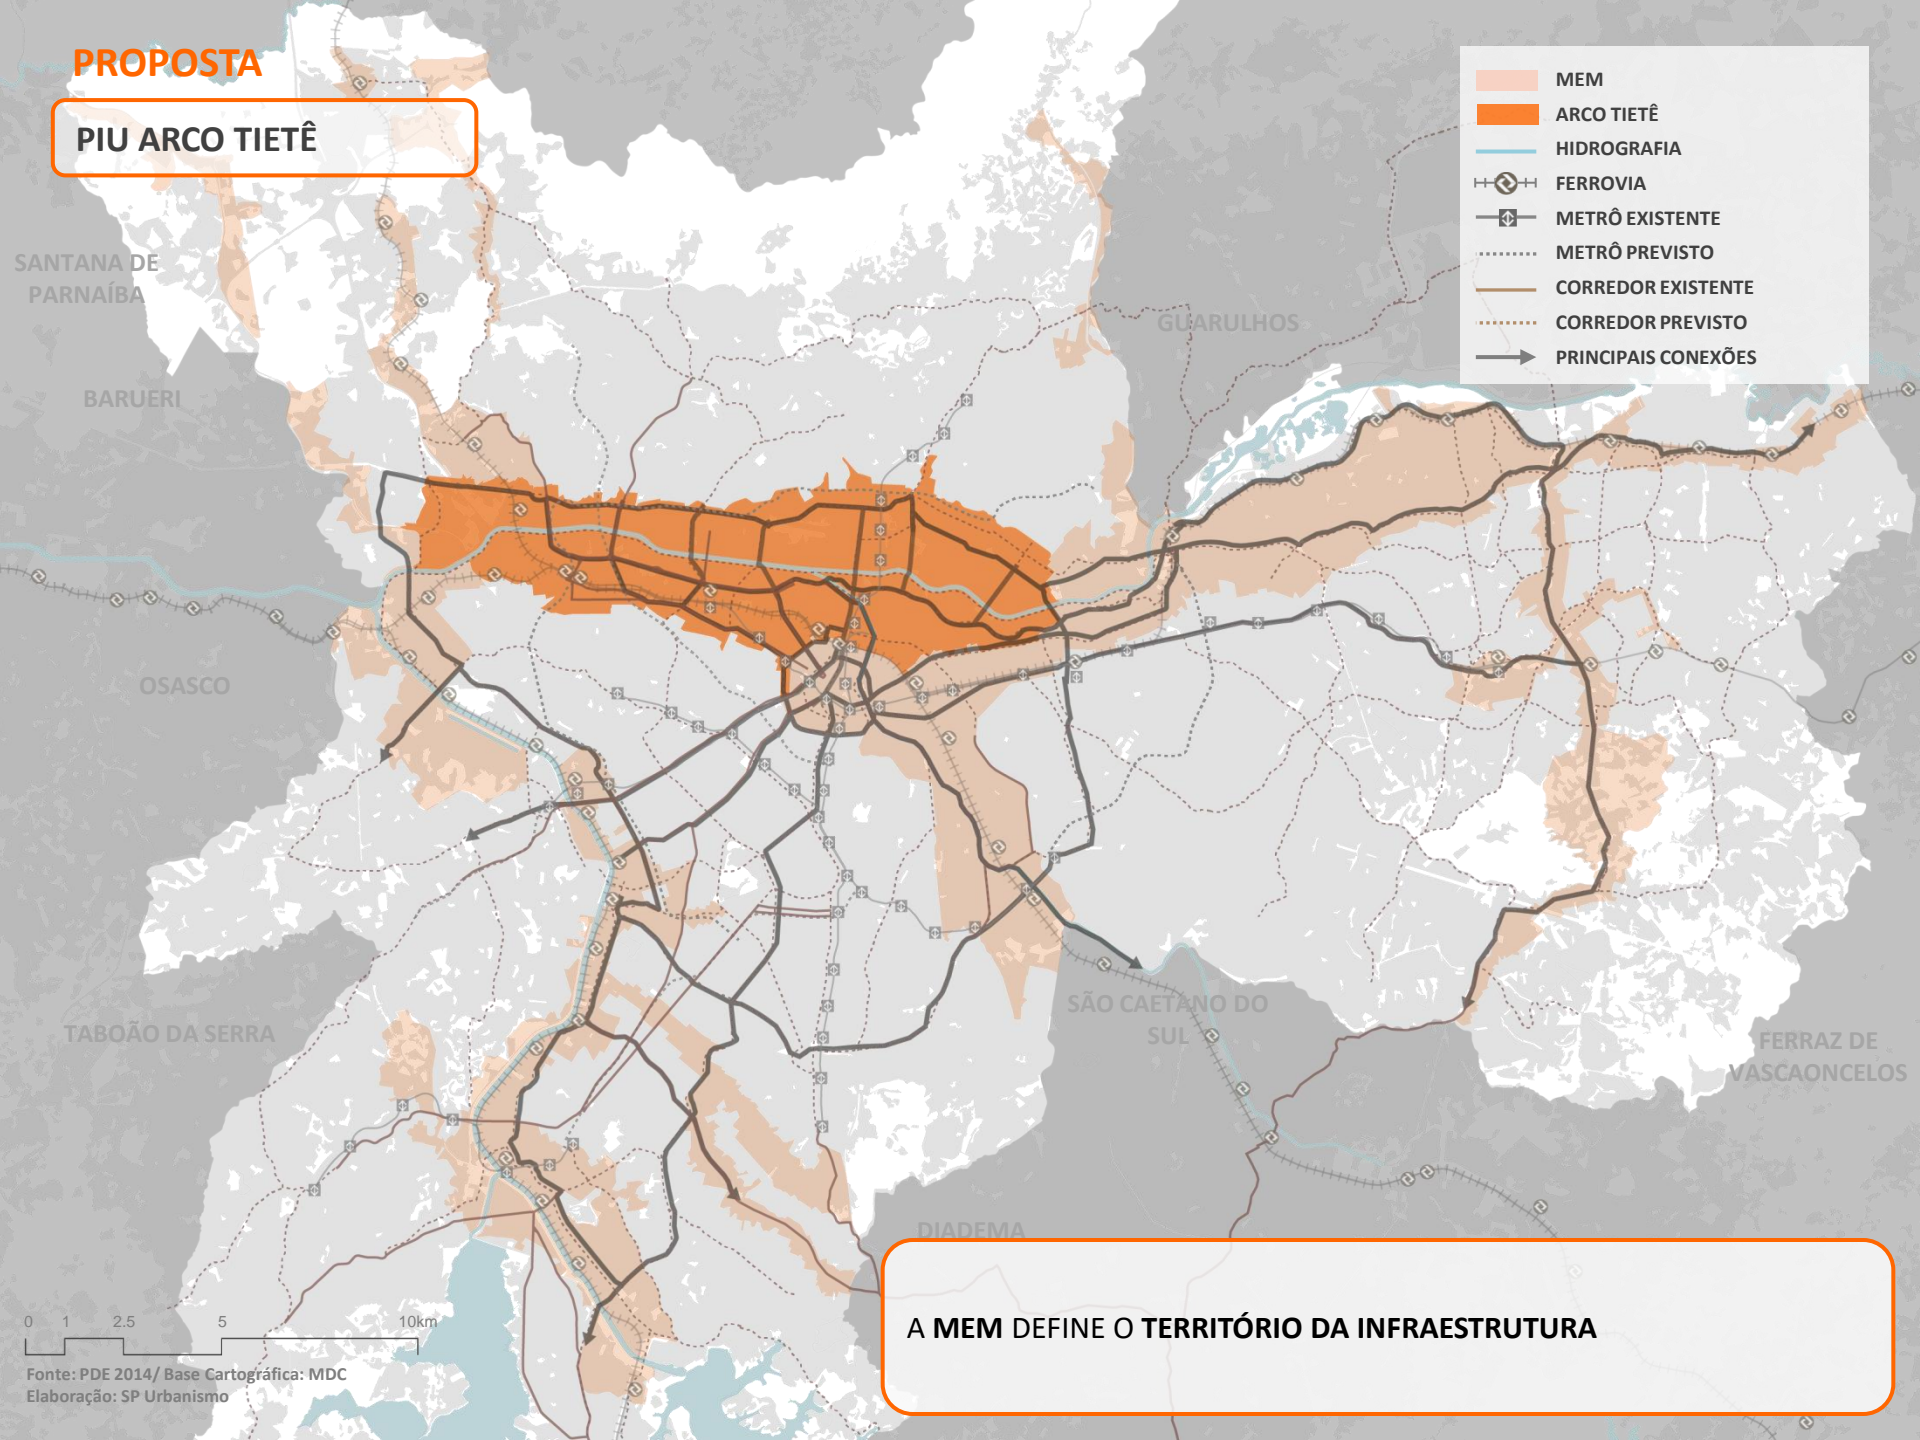 PROPOSTA
PIU ARCO TIETÊ
MEM
ARCO TIETÊ
HIDROGRAFIA
FERROVIA
METRÔ EXISTENTE
METRÔ PREVISTO
CORREDOR EXISTENTE
CORREDOR PREVISTO
PRINCIPAIS CONEXÕES
SANTANA DE
PARNAÍBA
GUARULHOS
BARUERI
OSASCO
SÃO CAETANO DO
SUL
TABOÃO DA SERRA
FERRAZ DE
VASCAONCELOS
DIADEMA
A MEM DEFINE O TERRITÓRIO DA INFRAESTRUTURA
0 1 2.5 5 10km
Fonte: PDE 2014/ Base Cartográfica: MDC
Elaboração: SP Urbanismo